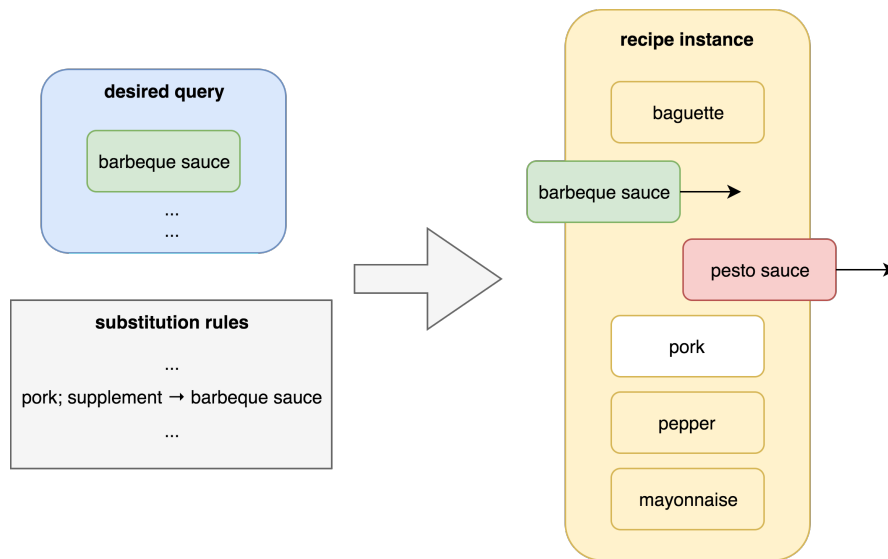 desired query
barbeque sauce
...
...
substitution rules
...
pork; supplement → barbeque sauce
...
recipe instance
baguette
barbeque sauce
pesto sauce
pork
pepper
mayonnaise